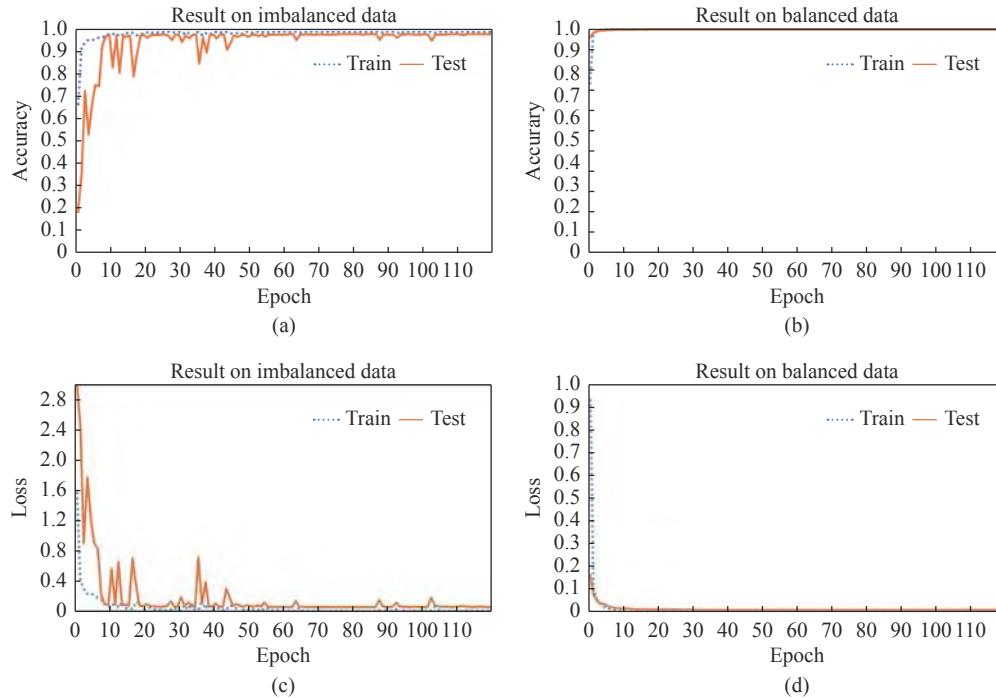 Result on imbalanced data
1.0
0.9
0.8
0.7
0.6
0.5
0.4
0.3
0.2
0.1
0
Accuracy
Train
Test
0 10 20 30 40 50 60 70 80 90 100 110
Epoch
(a)
Result on balanced data
1.0
0.9
0.8
0.7
0.6
0.5
0.4
0.3
0.2
0.1
0
Accurary
Train
Test
0 10 20 30 40 50 60 70 80 90 100 110
Epoch
(b)
Result on imbalanced data
2.8
2.4
2.0
1.6
1.2
0.8
0.4
0
Loss
Train
Test
0 10 20 30 40 50 60 70 80 90 100 110
Epoch
(c)
Result on balanced data
1.0
0.9
0.8
0.7
0.6
0.5
0.4
0.3
0.2
0.1
0
Loss
Train
Test
0 10 20 30 40 50 60 70 80 90 100 110
Epoch
(d)